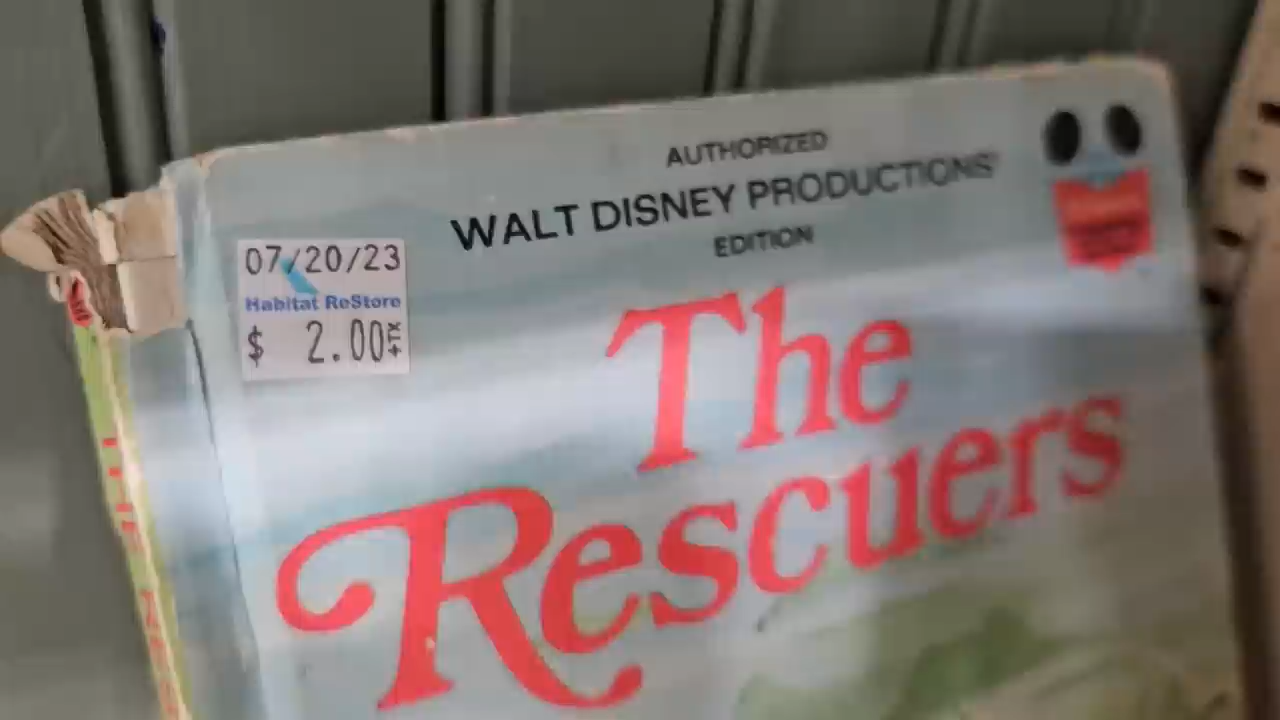 AUTHORIZED
WALT DISNEY PRODUCTIONS'
EDITION
07/20/23
Habitat ReStore
$ 2.00
The
Rescuers